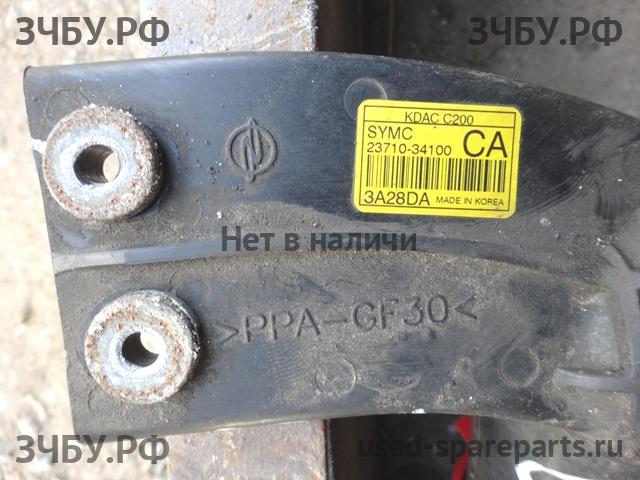 ЗЧБУ.РФ
ЗЧБУ.РФ
KDAC C200
SYMC
23710-34100
CA
3A28DA
MADE IN KOREA
Нет в наличи
>PPA-GF30<
ЗЧБУ.РФ
used-spareparts.ru